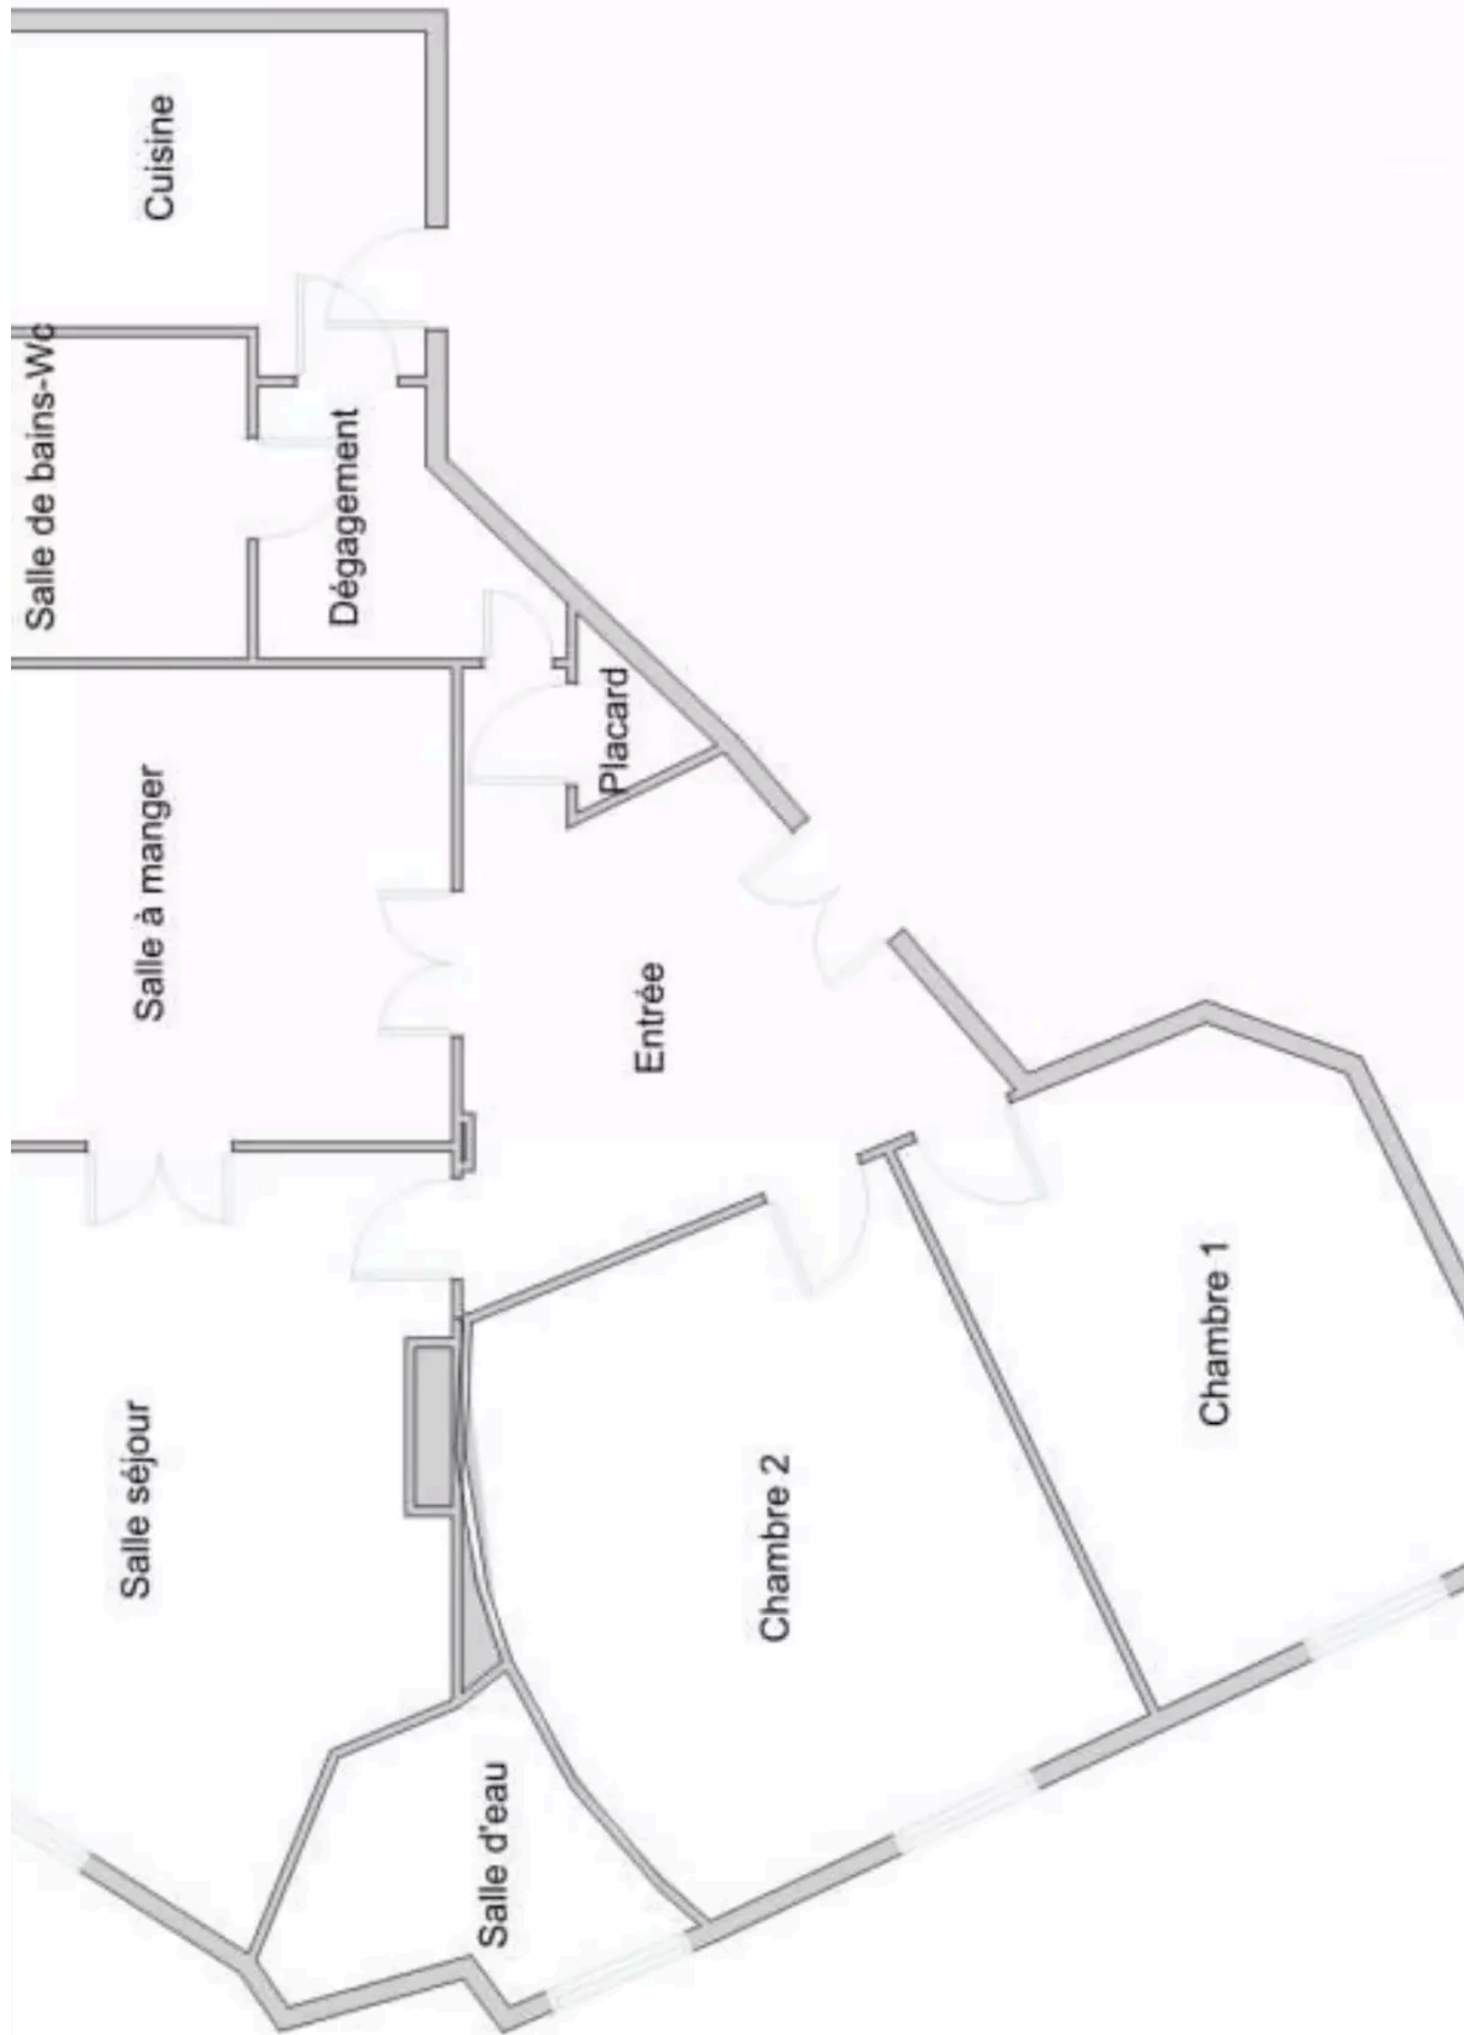 Cuisine
Salle de bains-Wc
Dégagement
Placard
Salle à manger
Entrée
Salle séjour
Chambre 2
Chambre 1
Salle d'eau